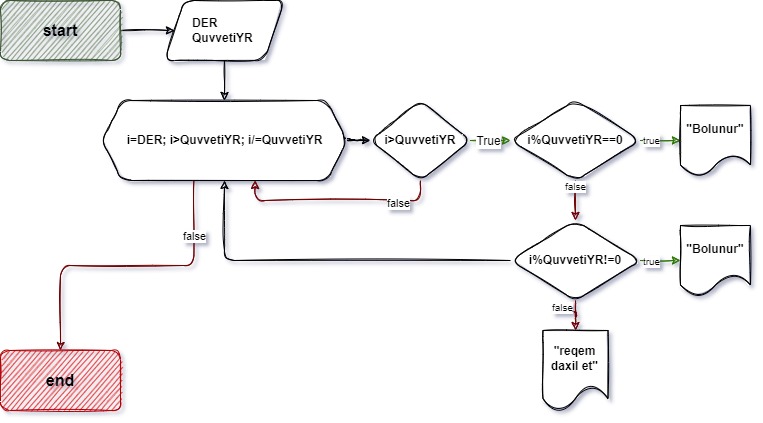 start
DER
QuvvetiYR
i=DER; i>QuvvetiYR; i/=QuvvetiYR
i>QuvvetiYR
True
i%QuvvetiYR==0
true
"Bolunur"
false
false
false
i%QuvvetiYR!=0
true
"Bolunur"
false
"reqem
daxil et"
end